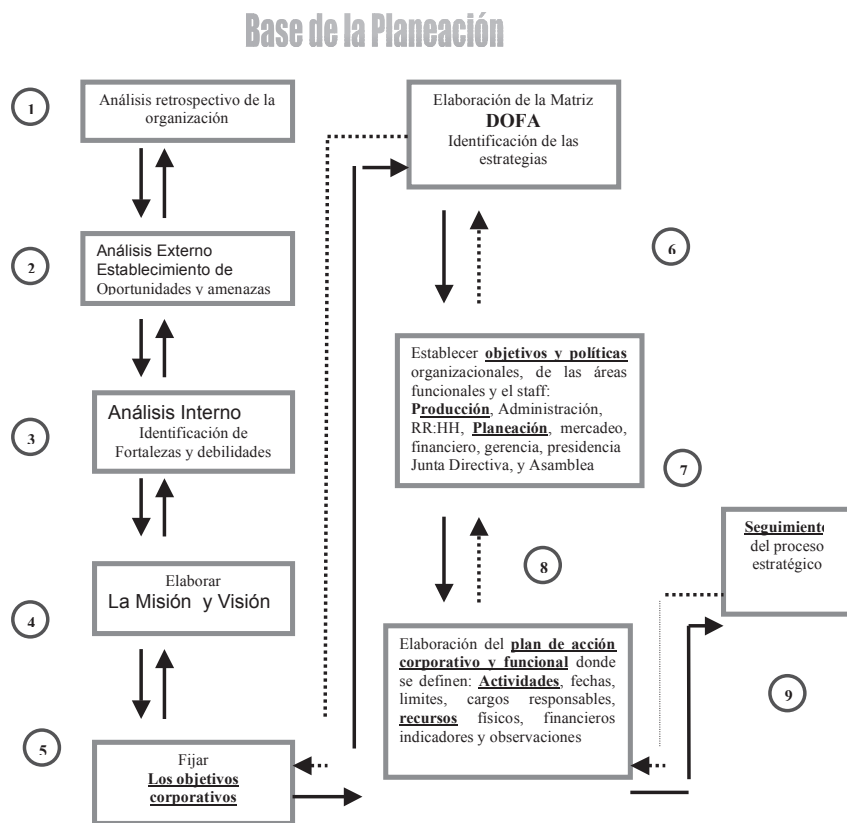 Base de la Planeación
1
Análisis retrospectivo de la
organización
2
Análisis Externo
Establecimiento de
Oportunidades y amenazas
3
Análisis Interno
Identificación de
Fortalezas y debilidades
4
Elaborar
La Misión y Visión
5
Fijar
Los objetivos
corporativos
Elaboración de la Matriz
DOFA
Identificación de las
estrategias
6
Establecer objetivos y políticas
organizacionales, de las áreas
funcionales y el staff:
Producción, Administración,
RR:HH, Planeación, mercadeo,
financiero, gerencia, presidencia
Junta Directiva, y Asamblea
7
8
Elaboración del plan de acción
corporativo y funcional donde
se definen: Actividades, fechas,
limites, cargos responsables,
recursos físicos, financieros
indicadores y observaciones
Seguimiento
del proceso
estratégico
9